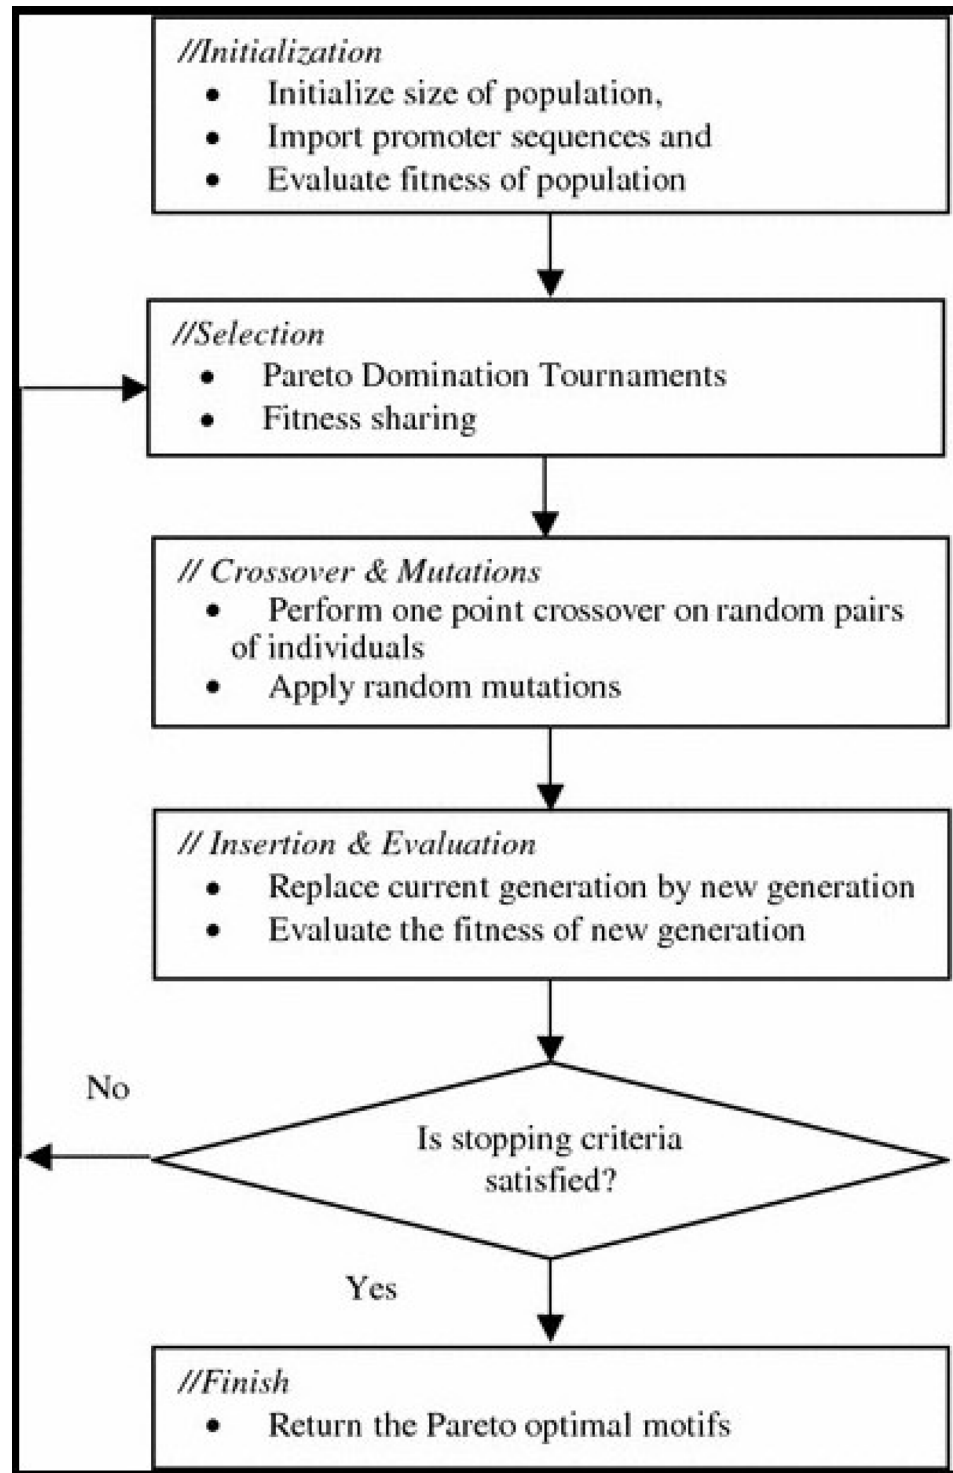 //Initialization
• Initialize size of population,
• Import promoter sequences and
• Evaluate fitness of population
//Selection
• Pareto Domination Tournaments
• Fitness sharing
// Crossover & Mutations
• Perform one point crossover on random pairs
of individuals
• Apply random mutations
// Insertion & Evaluation
• Replace current generation by new generation
• Evaluate the fitness of new generation
No
Is stopping criteria
satisfied?
Yes
//Finish
• Return the Pareto optimal motifs